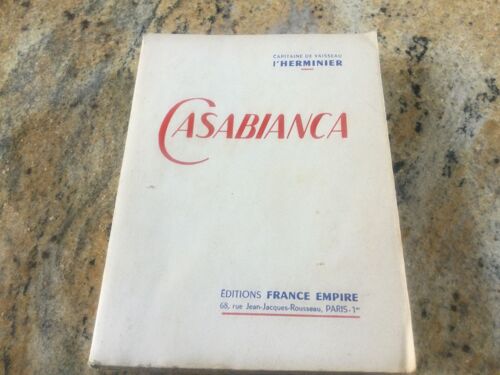 CAPITAINE DE VAISSEAU
l'HERMINIER
CASABIANCA
ÉDITIONS FRANCE EMPIRE
68, rue Jean-Jacques-Rousseau, PARIS-1er